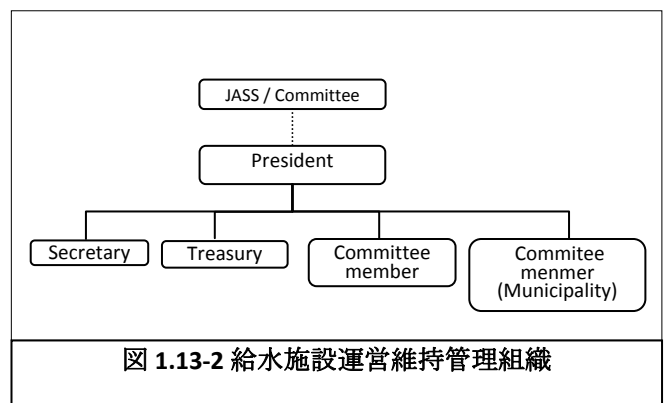 JASS / Committee
President
Secretary
Treasury
Committee
member
Commitee
menmer
(Municipality)
図 1.13-2 給水施設運営維持管理組織